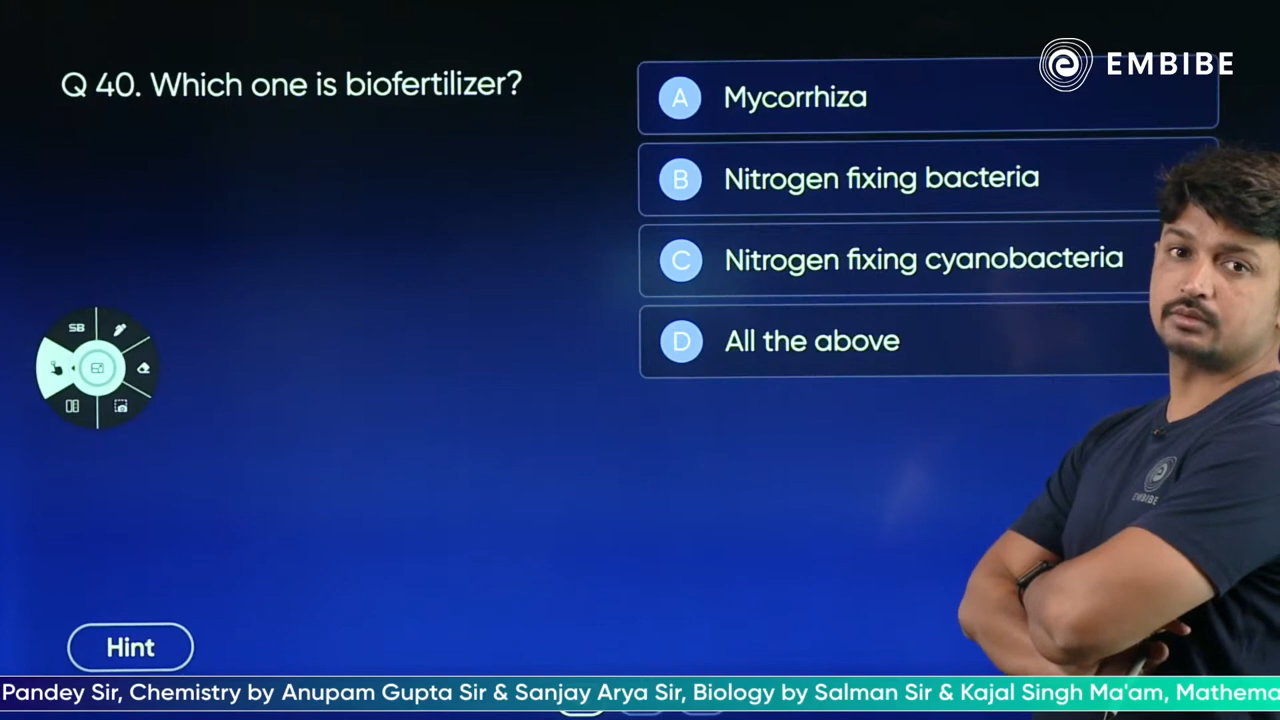 EMBIBE
Q 40. Which one is biofertilizer?
A Mycorrhiza
B Nitrogen fixing bacteria
C Nitrogen fixing cyanobacteria
D All the above
SB
EMBIBE
Hint
Pandey Sir, Chemistry by Anupam Gupta Sir & Sanjay Arya Sir, Biology by Salman Sir & Kajal Singh Ma'am, Mathema